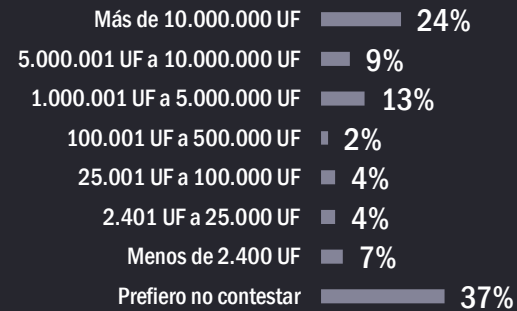 Más de 10.000.000 UF 24%
5.000.001 UF a 10.000.000 UF 9%
1.000.001 UF a 5.000.000 UF 13%
100.001 UF a 500.000 UF 2%
25.001 UF a 100.000 UF 4%
2.401 UF a 25.000 UF 4%
Menos de 2.400 UF 7%
Prefiero no contestar 37%